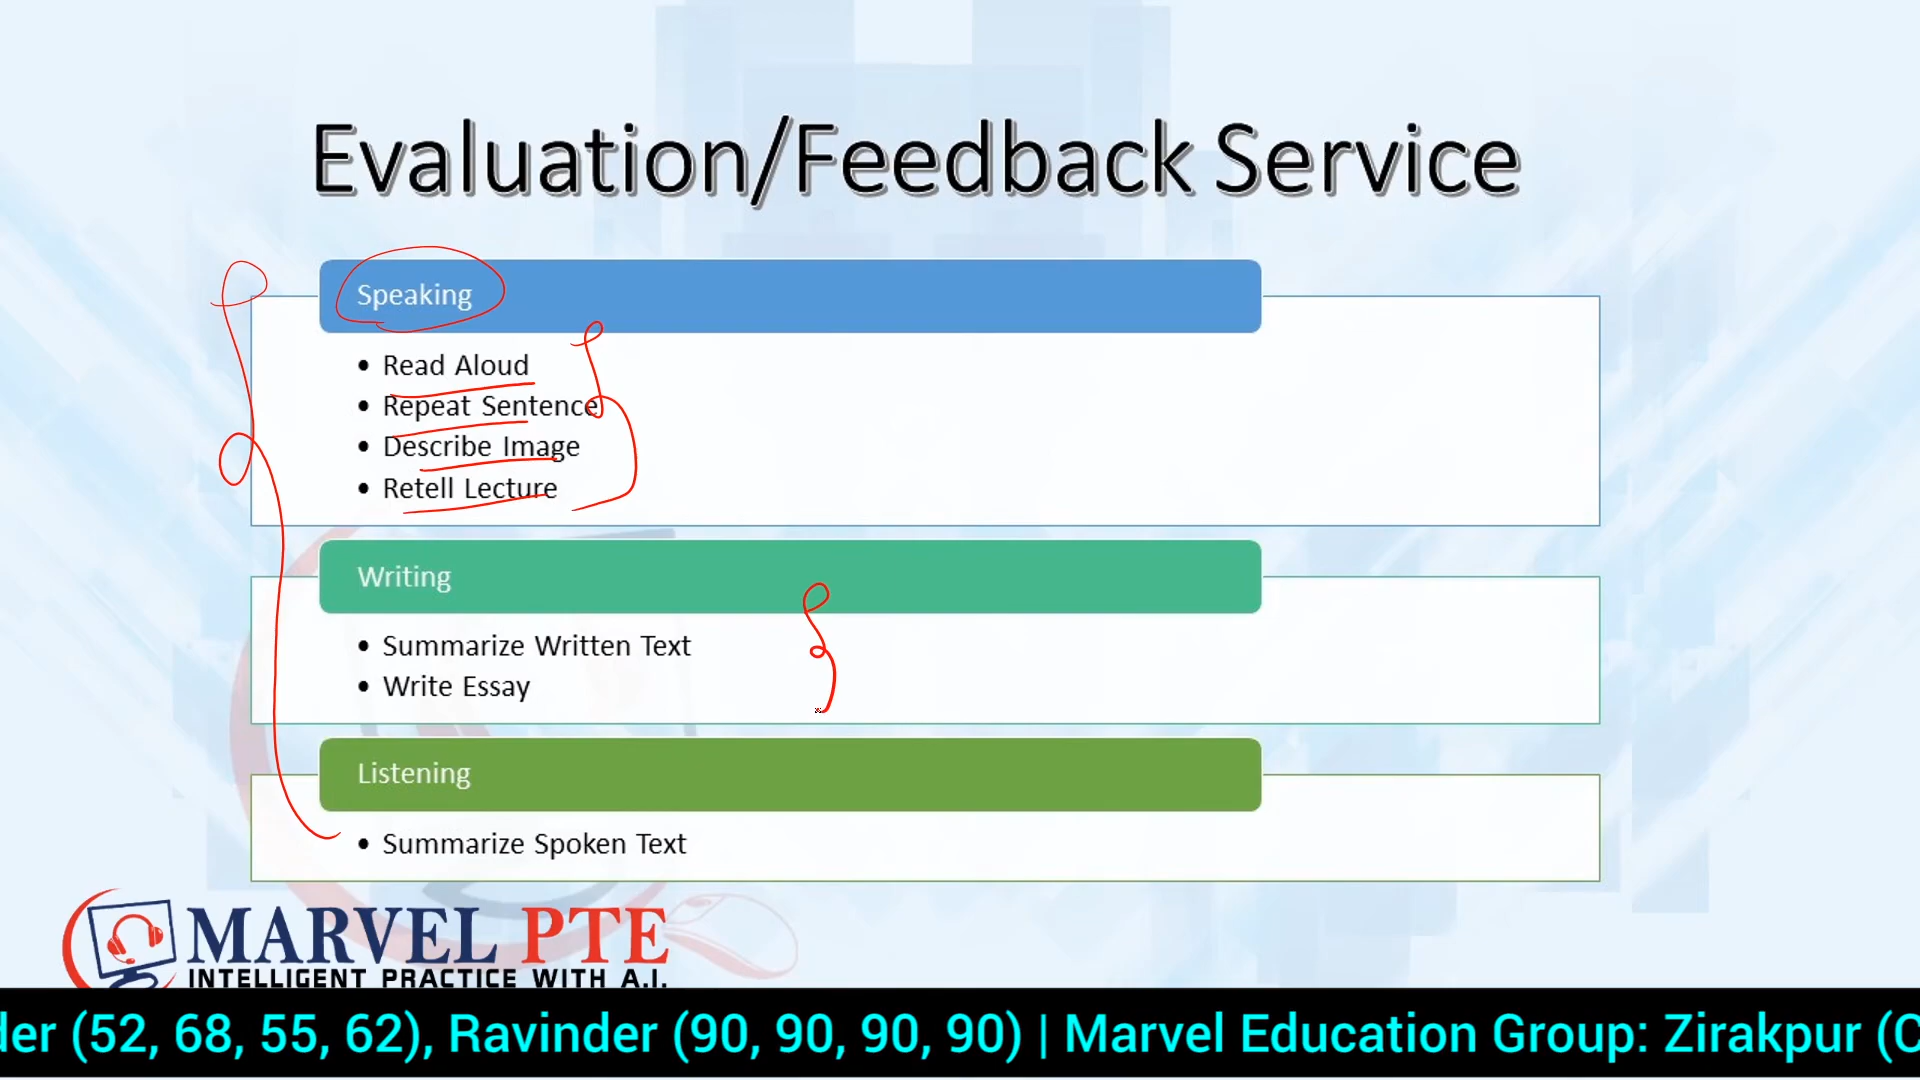 Evaluation/Feedback Service
Speaking
• Read Aloud
• Repeat Sentence
• Describe Image
• Retell Lecture
Writing
• Summarize Written Text
• Write Essay
Listening
• Summarize Spoken Text
MARVEL PTE
INTELLIGENT PRACTICE WITH A.I.
(52, 68, 55, 62), Ravinder (90, 90, 90, 90) | Marvel Education Group: Zirakpur